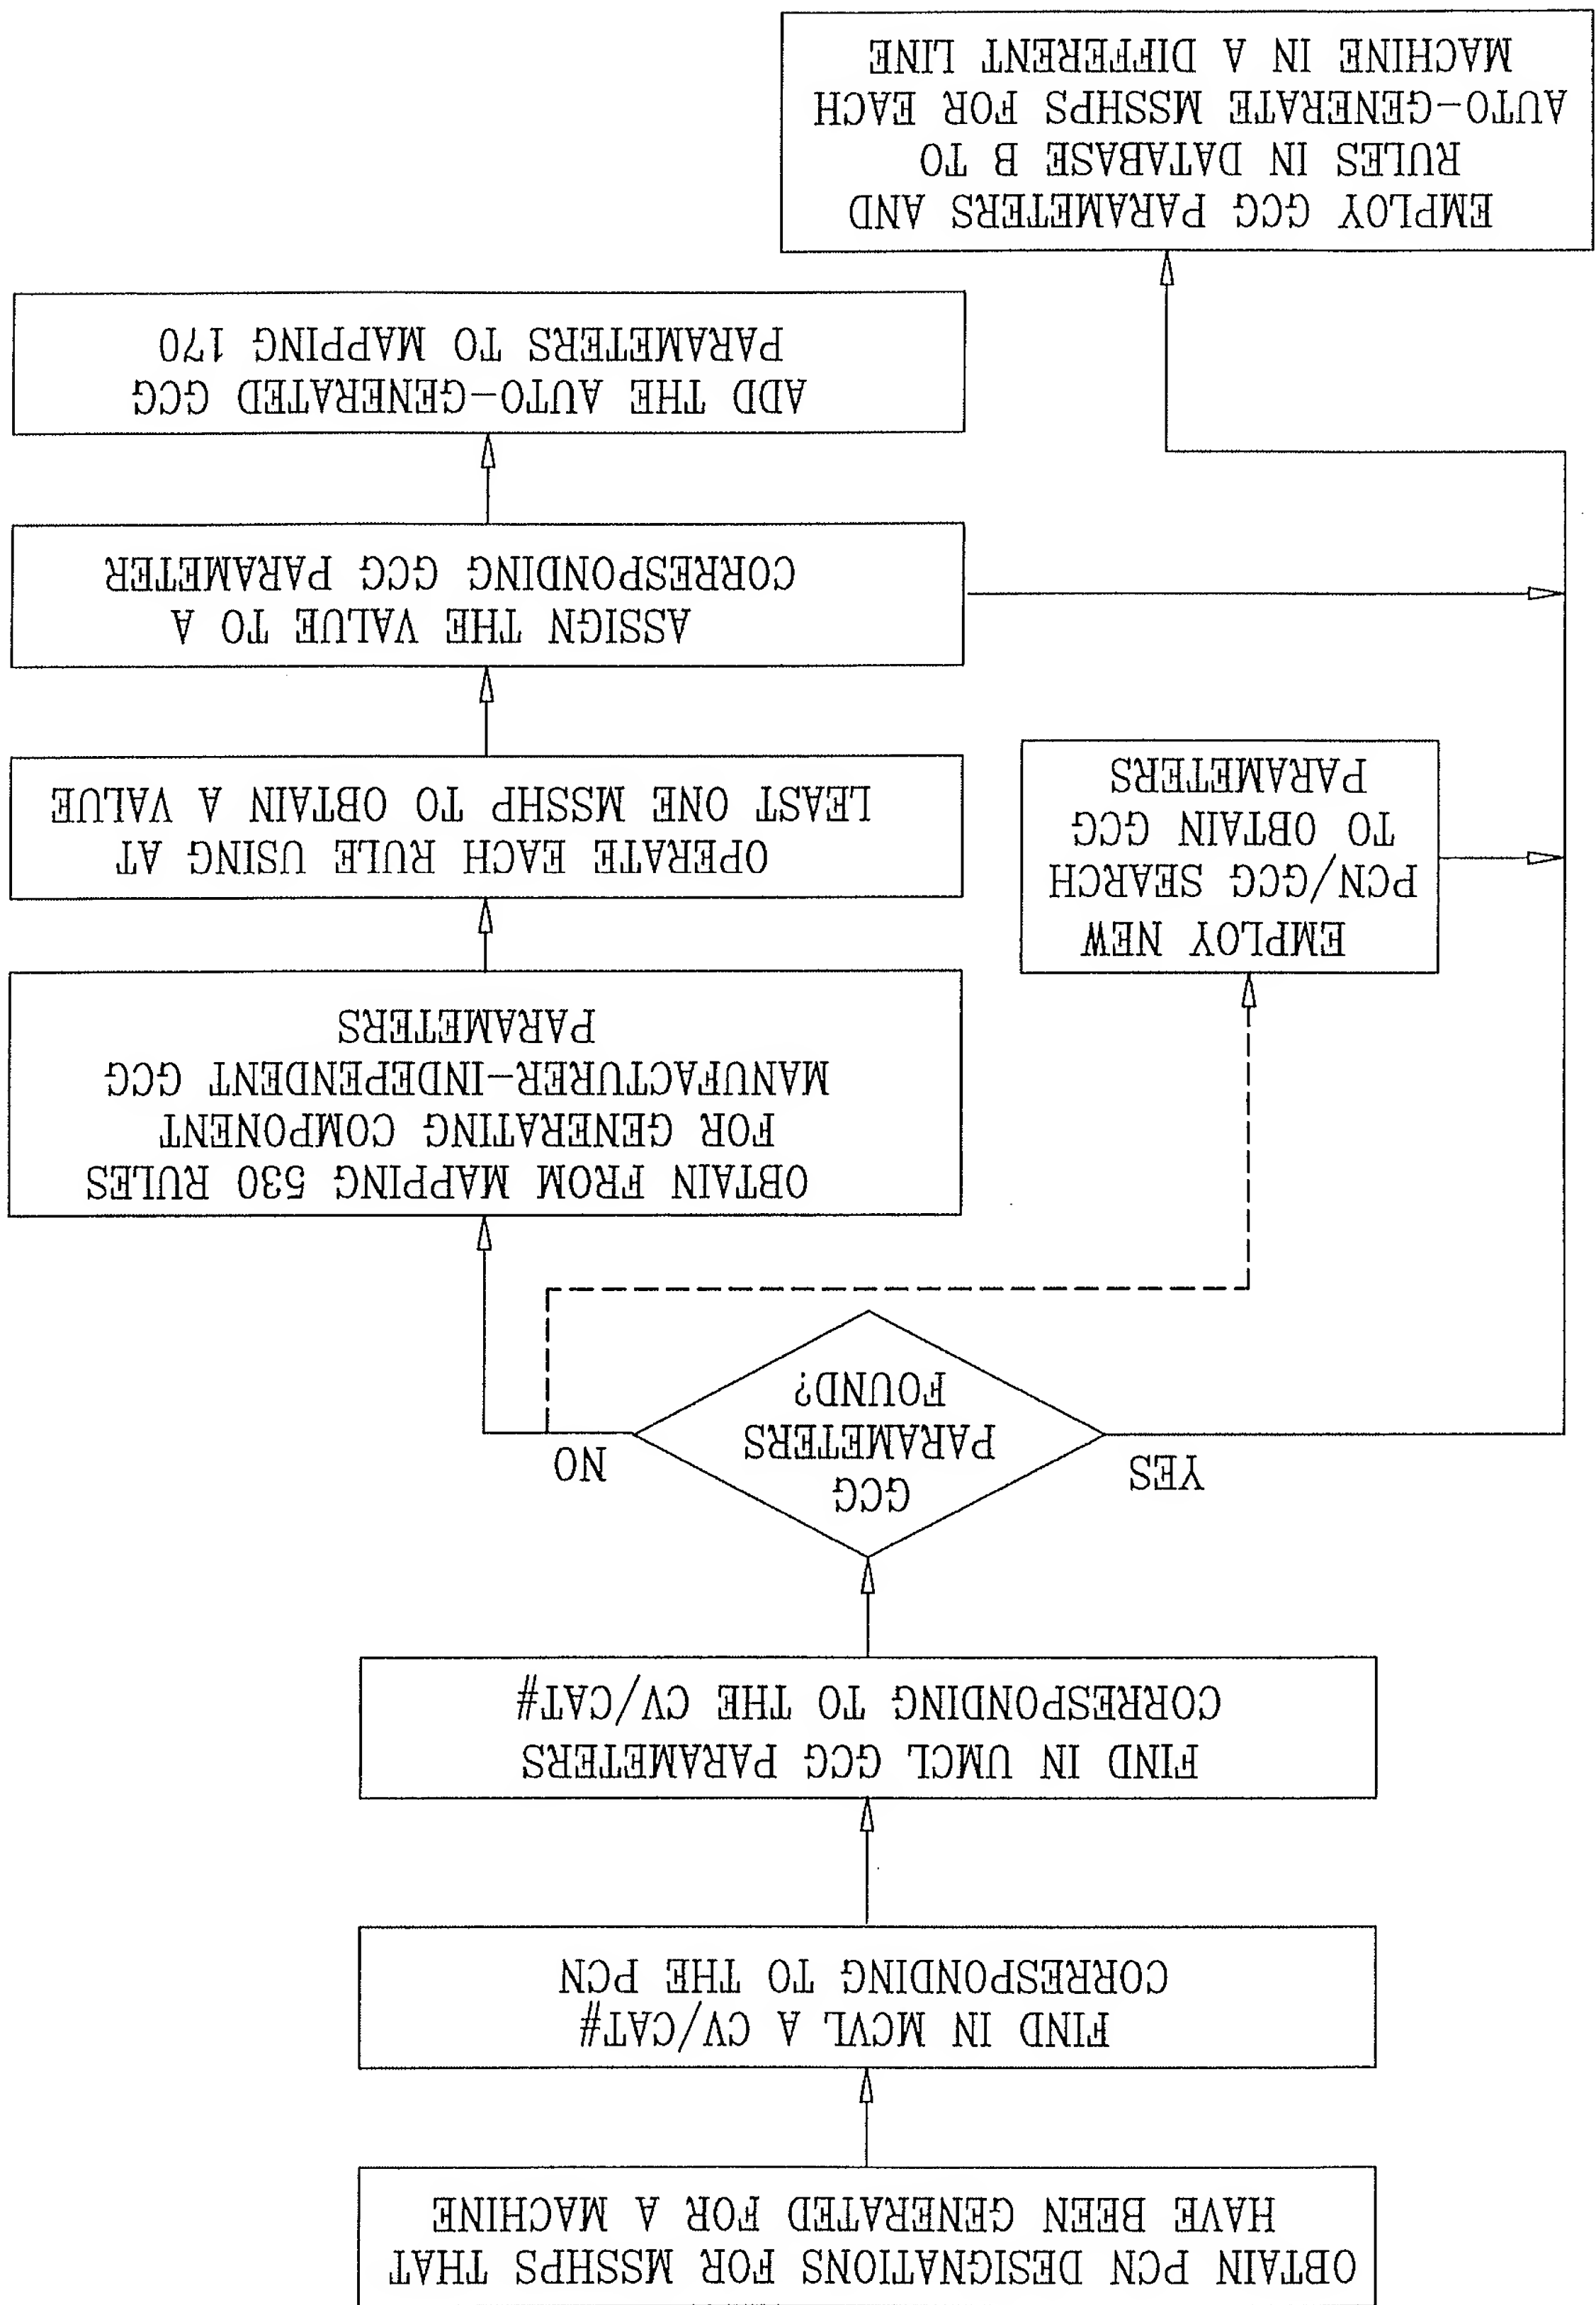 OBTAIN PCN DESIGNATIONS FOR MSSHPS THAT
HAVE BEEN GENERATED FOR A MACHINE
FIND IN MCVL A CV/CAT#
CORRESPONDING TO THE PCN
FIND IN UMCL GCG PARAMETERS
CORRESPONDING TO THE CV/CAT#
GCG
PARAMETERS
FOUND?
YES
NO
OBTAIN FROM MAPPING 530 RULES
FOR GENERATING COMPONENT
MANUFACTURER-INDEPENDENT GCG
PARAMETERS
EMPLOY NEW
PCN/GCG SEARCH
TO OBTAIN GCG
PARAMETERS
OPERATE EACH RULE USING AT
LEAST ONE MSSHP TO OBTAIN A VALUE
ASSIGN THE VALUE TO A
CORRESPONDING GCG PARAMETER
ADD THE AUTO-GENERATED GCG
PARAMETERS TO MAPPING 170
EMPLOY GCG PARAMETERS AND
RULES IN DATABASE B TO
AUTO-GENERATE MSSHPS FOR EACH
MACHINE IN A DIFFERENT LINE